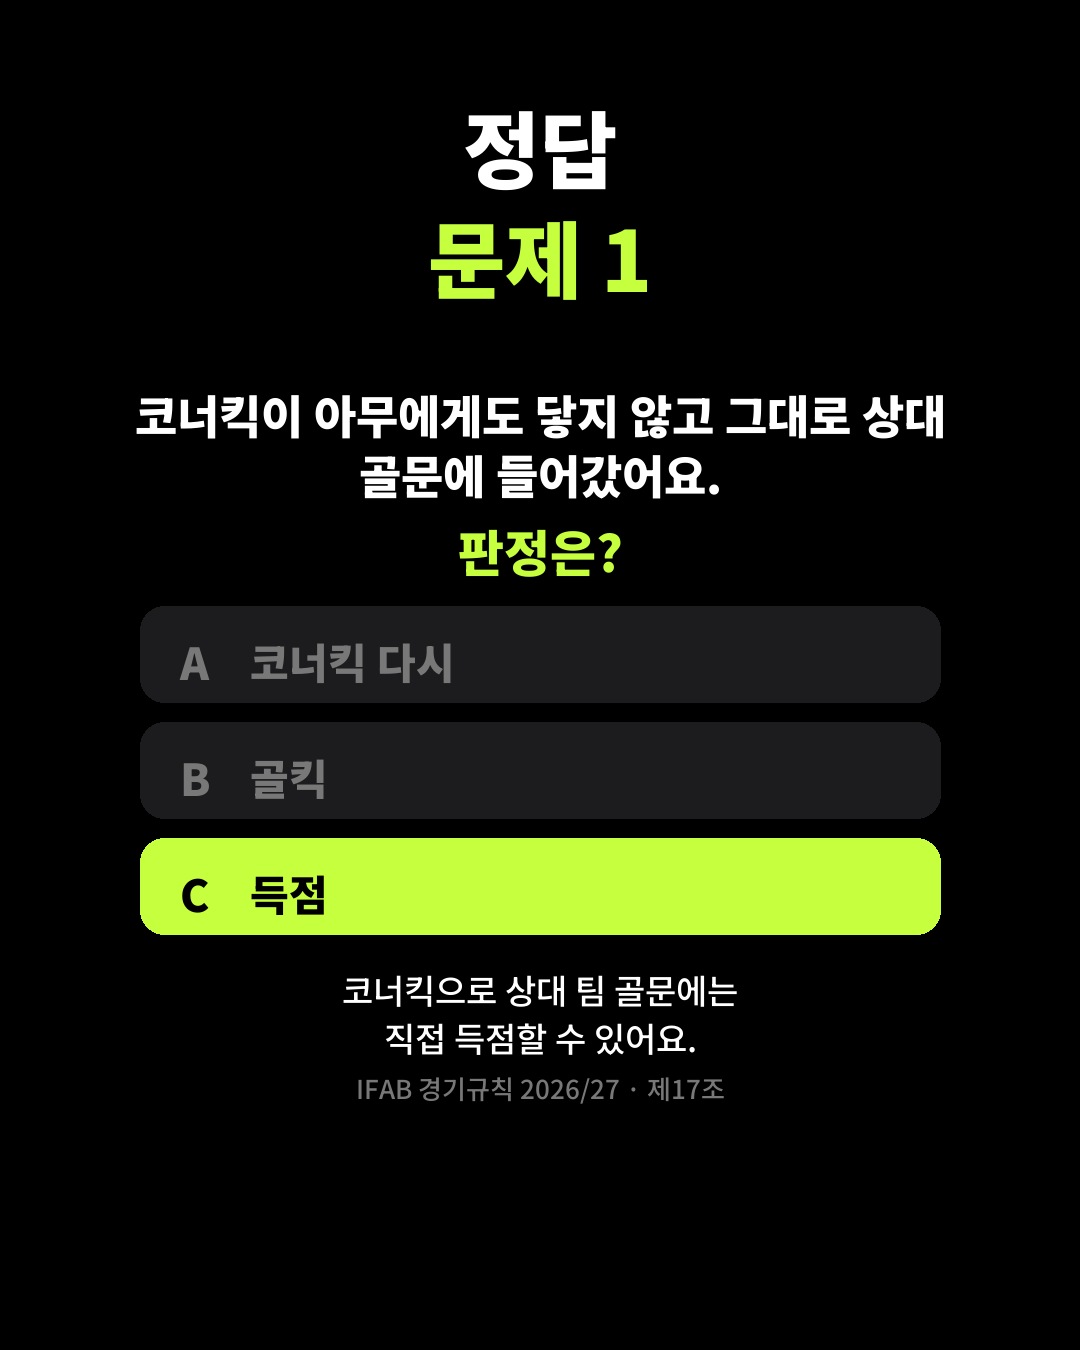 정답
문제 1
코너킥이 아무에게도 닿지 않고 그대로 상대
골문에 들어갔어요.
판정은?
A 코너킥 다시
B 골킥
C 득점
코너킥으로 상대 팀 골문에는
직접 득점할 수 있어요.
IFAB 경기규칙 2026/27 · 제17조